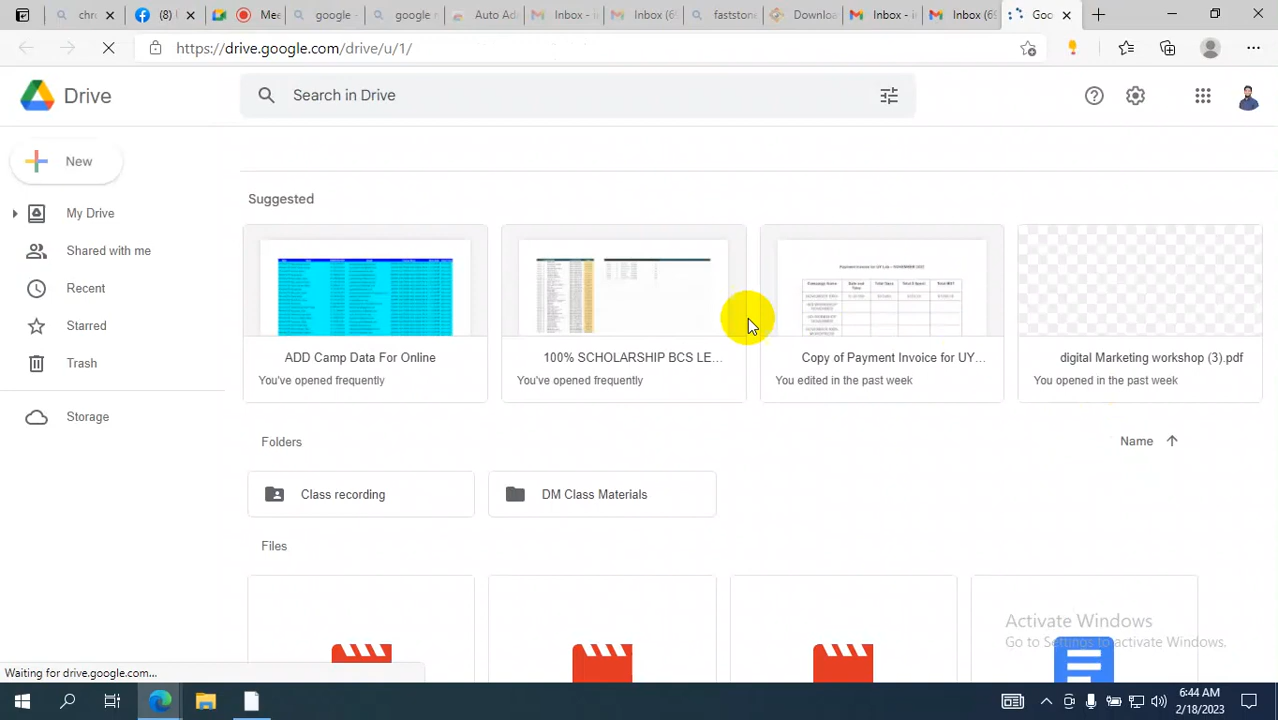 chro
(8)
Mee
google -
google m
Auto Ad
Inbox - i
Inbox (6
faststone
Downloa
Inbox - i
Inbox (69
Goo
https://drive.google.com/drive/u/1/
Drive
Search in Drive
New
My Drive
Shared with me
Recent
Starred
Trash
Storage
Suggested
ADD Camp Data For Online
You've opened frequently
100% SCHOLARSHIP BCS LE...
You've opened frequently
Copy of Payment Invoice for UY...
You edited in the past week
digital Marketing workshop (3).pdf
You opened in the past week
Folders
Name
Class recording
DM Class Materials
Files
Activate Windows
Go to Settings to activate Windows.
Waiting for drive.google.com...
6:44 AM
2/18/2023